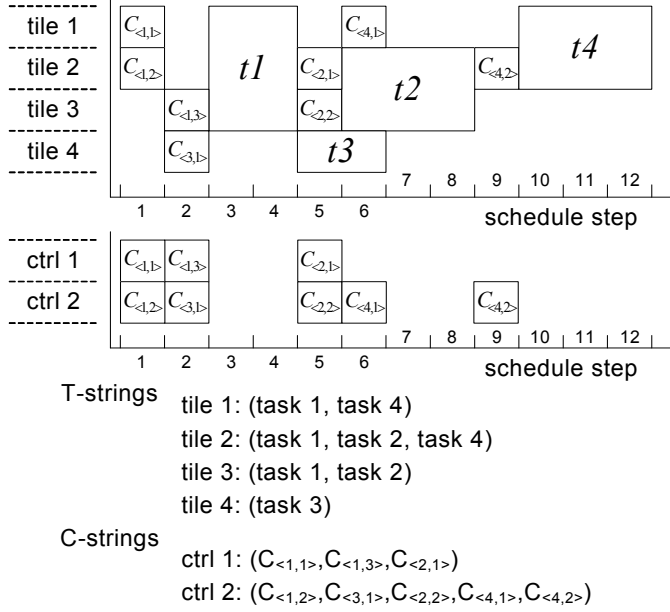 tile 1 C<1,1> C<4,1>
tile 2 C<1,2> t1 C<2,1> t2 C<4,2> t4
tile 3 C<1,3> C<2,2>
tile 4 C<3,1> t3
1 2 3 4 5 6 7 8 9 10 11 12
schedule step
ctrl 1 C<1,1> C<1,3> C<2,1>
ctrl 2 C<1,2> C<3,1> C<2,2> C<4,1> C<4,2>
1 2 3 4 5 6 7 8 9 10 11 12
schedule step
T-strings
tile 1: (task 1, task 4)
tile 2: (task 1, task 2, task 4)
tile 3: (task 1, task 2)
tile 4: (task 3)
C-strings
ctrl 1: (C<1,1>,C<1,3>,C<2,1>)
ctrl 2: (C<1,2>,C<3,1>,C<2,2>,C<4,1>,C<4,2>)